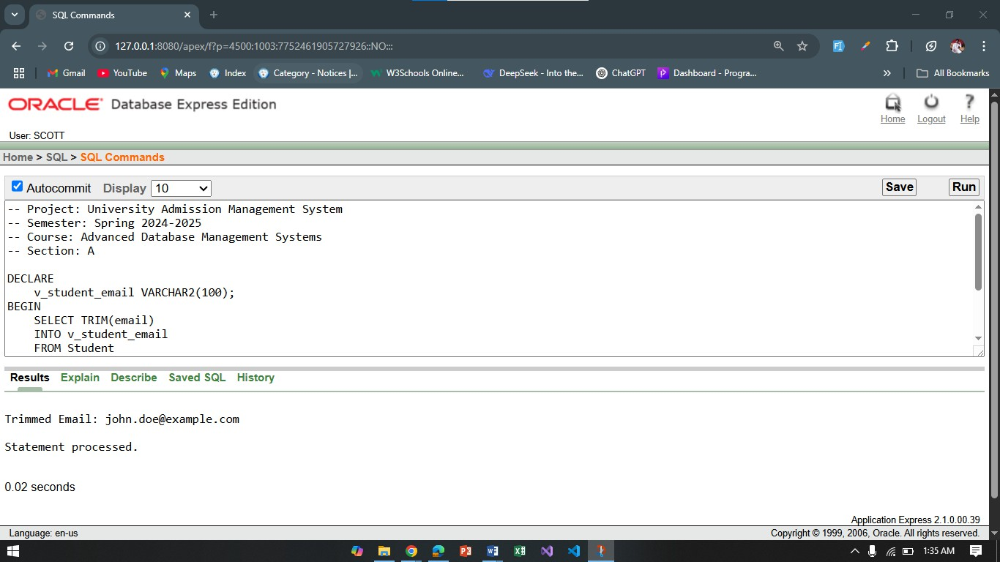 SQL Commands
127.0.0.1:8080/apex/f?p=4500:1003:7752461905727926::NO:::
Gmail YouTube Maps Index Category - Notices |... W3Schools Online... DeepSeek - Into the... ChatGPT Dashboard - Progra... » All Bookmarks
ORACLE Database Express Edition
Home Logout Help
User: SCOTT
Home > SQL > SQL Commands
Autocommit Display 10 Save Run
-- Project: University Admission Management System
-- Semester: Spring 2024-2025
-- Course: Advanced Database Management Systems
-- Section: A
DECLARE
    v_student_email VARCHAR2(100);
BEGIN
    SELECT TRIM(email)
    INTO v_student_email
    FROM Student
Results Explain Describe Saved SQL History
Trimmed Email: john.doe@example.com
Statement processed.
0.02 seconds
Application Express 2.1.0.00.39
Language: en-us Copyright © 1999, 2006, Oracle. All rights reserved.
1:35 AM